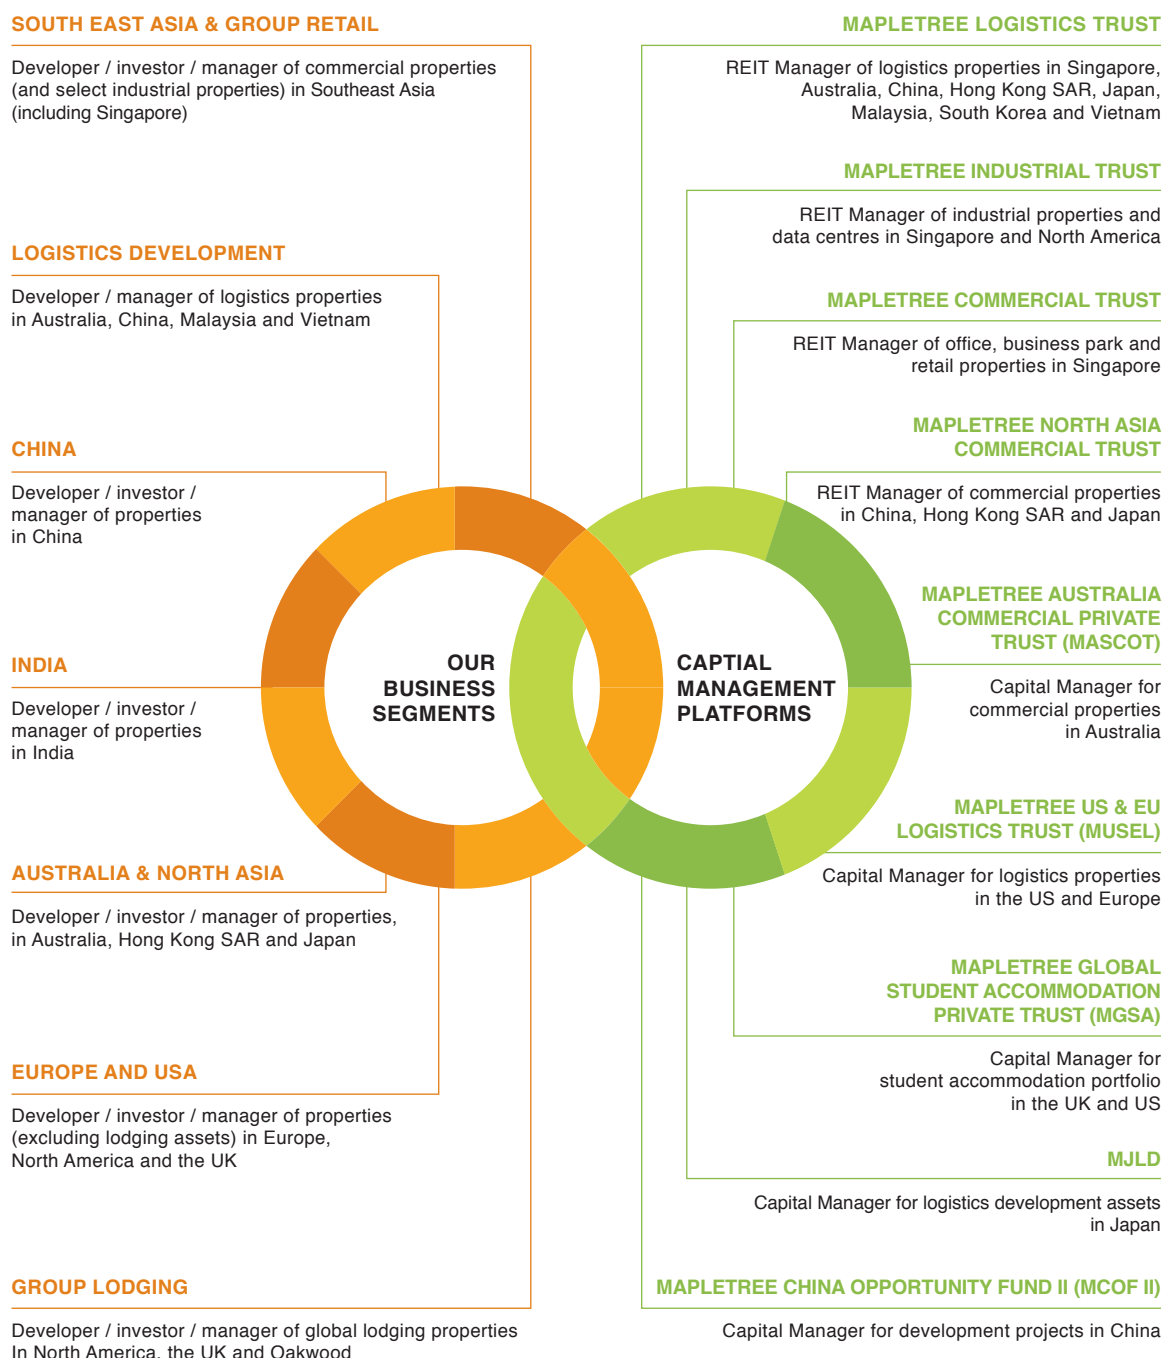 SOUTH EAST ASIA & GROUP RETAIL
Developer / investor / manager of commercial properties
(and select industrial properties) in Southeast Asia
(including Singapore)
LOGISTICS DEVELOPMENT
Developer / manager of logistics properties
in Australia, China, Malaysia and Vietnam
CHINA
Developer / investor /
manager of properties
in China
INDIA
Developer / investor /
manager of properties
in India
AUSTRALIA & NORTH ASIA
Developer / investor / manager of properties,
in Australia, Hong Kong SAR and Japan
EUROPE AND USA
Developer / investor / manager of properties
(excluding lodging assets) in Europe,
North America and the UK
GROUP LODGING
Developer / investor / manager of global lodging properties
In North America, the UK and Oakwood
OUR
BUSINESS
SEGMENTS
CAPTIAL
MANAGEMENT
PLATFORMS
MAPLETREE LOGISTICS TRUST
REIT Manager of logistics properties in Singapore,
Australia, China, Hong Kong SAR, Japan,
Malaysia, South Korea and Vietnam
MAPLETREE INDUSTRIAL TRUST
REIT Manager of industrial properties and
data centres in Singapore and North America
MAPLETREE COMMERCIAL TRUST
REIT Manager of office, business park and
retail properties in Singapore
MAPLETREE NORTH ASIA
COMMERCIAL TRUST
REIT Manager of commercial properties
in China, Hong Kong SAR and Japan
MAPLETREE AUSTRALIA
COMMERCIAL PRIVATE
TRUST (MASCOT)
Capital Manager for
commercial properties
in Australia
MAPLETREE US & EU
LOGISTICS TRUST (MUSEL)
Capital Manager for logistics properties
in the US and Europe
MAPLETREE GLOBAL
STUDENT ACCOMMODATION
PRIVATE TRUST (MGSA)
Capital Manager for
student accommodation portfolio
in the UK and US
MJLD
Capital Manager for logistics development assets
in Japan
MAPLETREE CHINA OPPORTUNITY FUND II (MCOF II)
Capital Manager for development projects in China